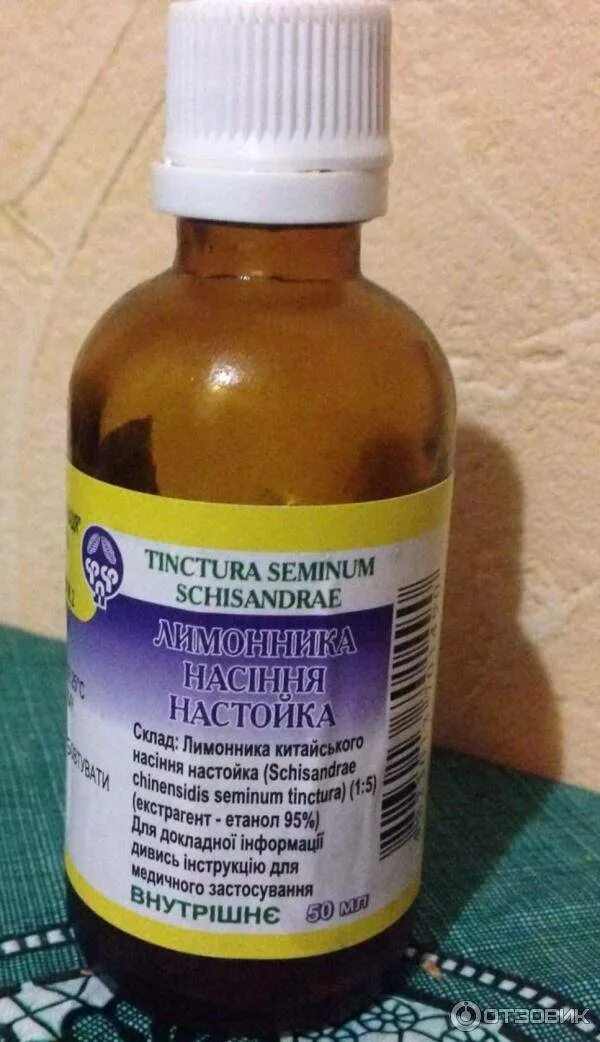 TINCTURA SEMINUM
SCHISANDRAE
ЛИМОННИКА
НАСІННЯ
НАСТОЙКА
Склад: Лимонника китайського
насіння настойка (Schisandrae
chinensidis seminum tinctura) (1:5)
(екстрагент - етанол 95%)
Для докладної інформації
дивись інструкцію для
медичного застосування
ВНУТРІШНЄ 50 мл
ОТЗОВИК